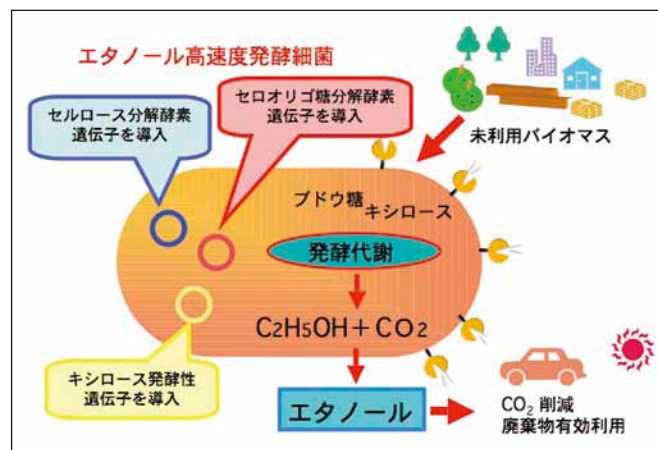 エタノール高速度発酵細菌
セルロース分解酵素
遺伝子を導入
セロオリゴ糖分解酵素
遺伝子を導入
未利用バイオマス
ブドウ糖
キシロース
発酵代謝
C2H5OH＋CO2
キシロース発酵性
遺伝子を導入
エタノール
CO2 削減
廃棄物有効利用